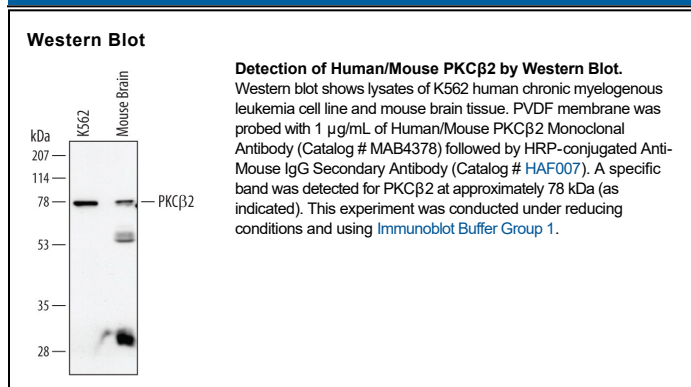 Western Blot
K562
Mouse Brain
kDa
207
114
78
PKCβ2
53
35
28
Detection of Human/Mouse PKCβ2 by Western Blot.
Western blot shows lysates of K562 human chronic myelogenous
leukemia cell line and mouse brain tissue. PVDF membrane was
probed with 1 µg/mL of Human/Mouse PKCβ2 Monoclonal
Antibody (Catalog # MAB4378) followed by HRP-conjugated Anti-
Mouse IgG Secondary Antibody (Catalog # HAF007). A specific
band was detected for PKCβ2 at approximately 78 kDa (as
indicated). This experiment was conducted under reducing
conditions and using Immunoblot Buffer Group 1.